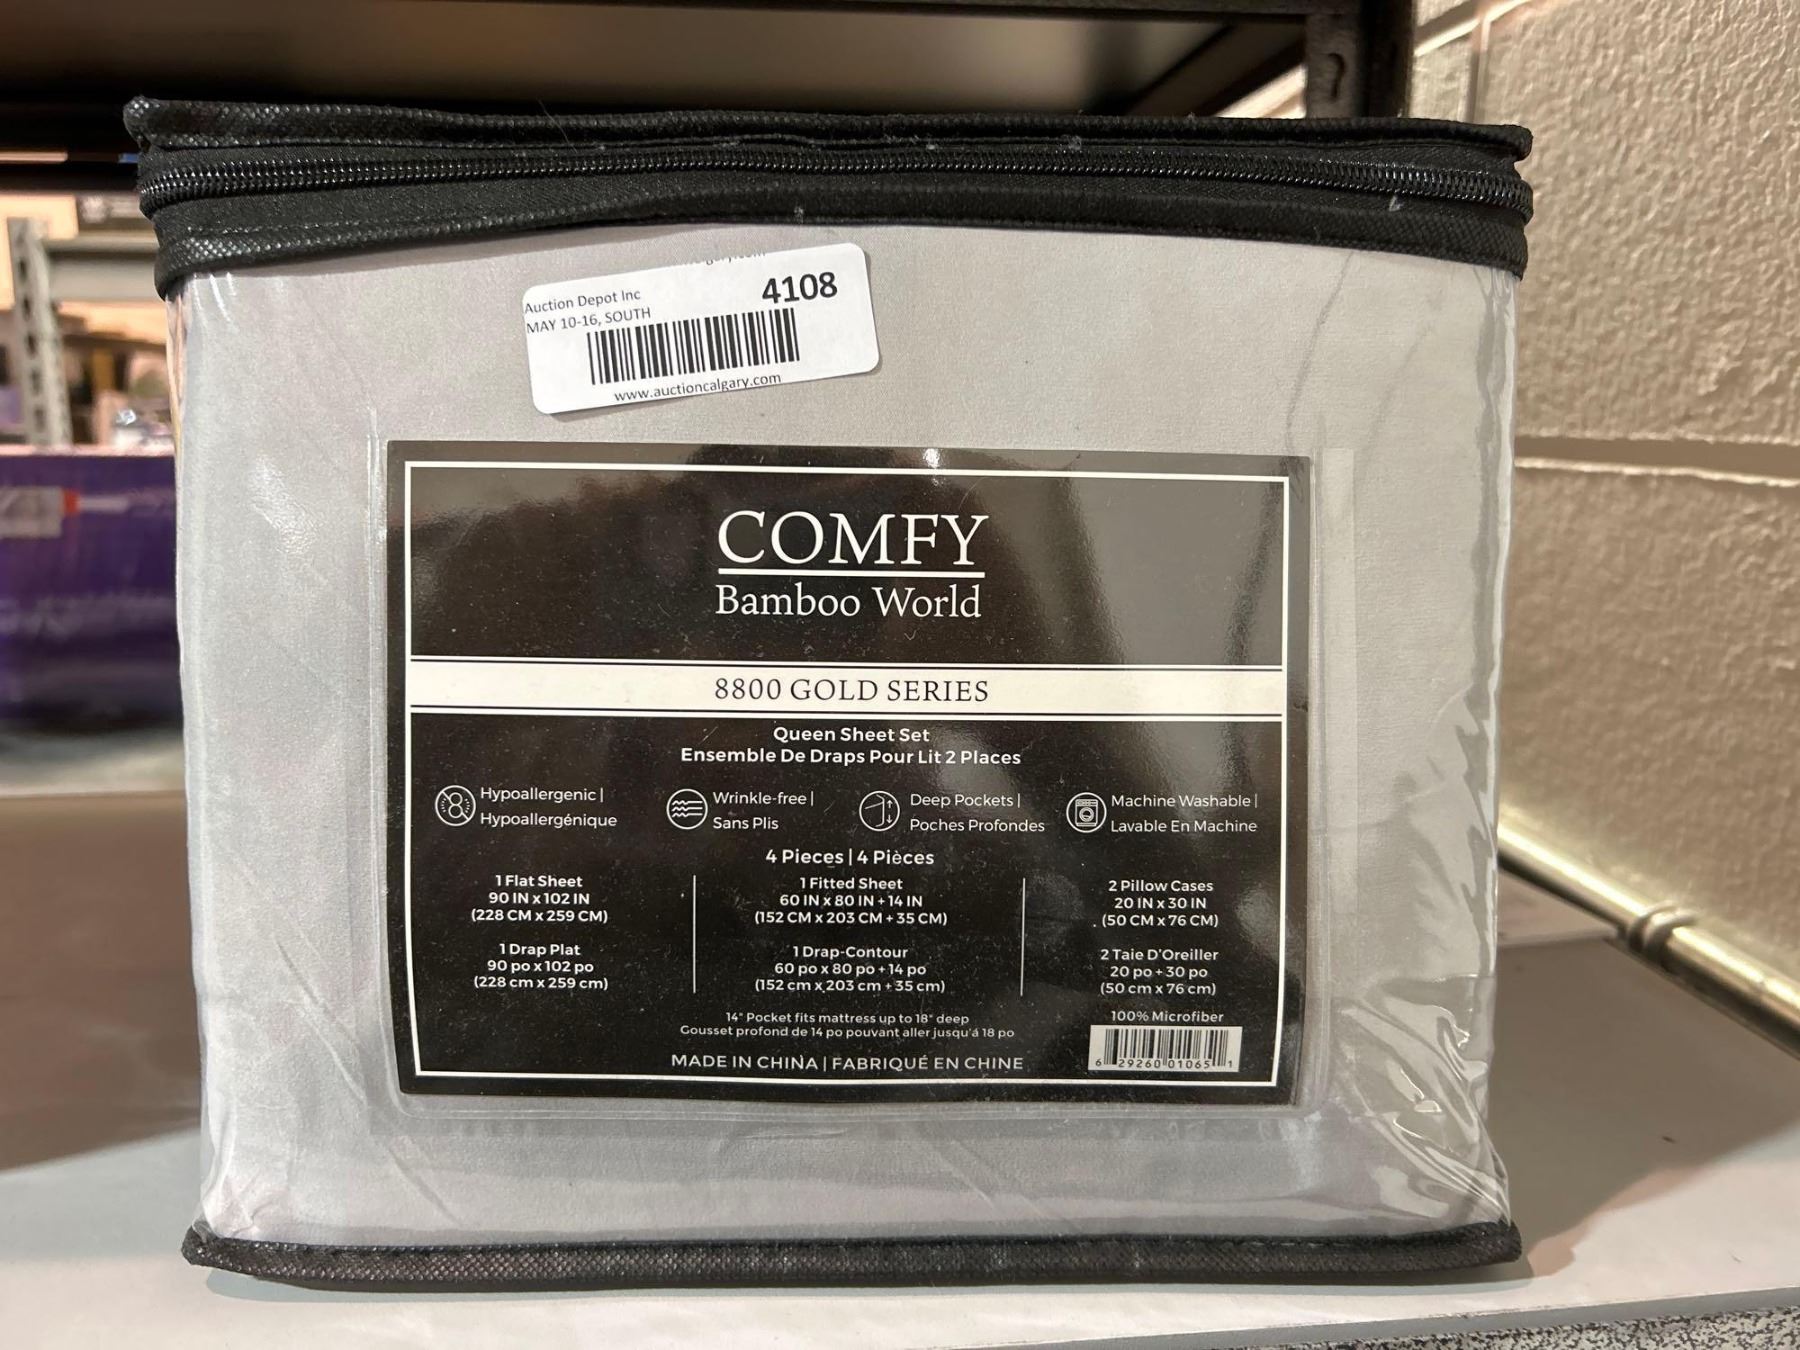 Auction Depot Inc
4108
MAY 10-16, SOUTH
www.auctioncalgary.com
COMFY
Bamboo World
8800 GOLD SERIES
Queen Sheet Set
Ensemble De Draps Pour Lit 2 Places
Hypoallergenic |
Hypoallergénique
Wrinkle-free |
Sans Plis
Deep Pockets |
Poches Profondes
Machine Washable |
Lavable En Machine
4 Pieces | 4 Pièces
1 Flat Sheet
90 IN x 102 IN
(228 CM x 259 CM)
1 Drap Plat
90 po x 102 po
(228 cm x 259 cm)
1 Fitted Sheet
60 IN x 80 IN + 14 IN
(152 CM x 203 CM + 35 CM)
1 Drap-Contour
60 po x 80 po + 14 po
(152 cm x 203 cm + 35 cm)
2 Pillow Cases
20 IN x 30 IN
(50 CM x 76 CM)
2 Taie D'Oreiller
20 po + 30 po
(50 cm x 76 cm)
14" Pocket fits mattress up to 18" deep
Gousset profond de 14 po pouvant aller jusqu'á 18 po
MADE IN CHINA | FABRIQUÉ EN CHINE
100% Microfiber
6 29260 01065 1